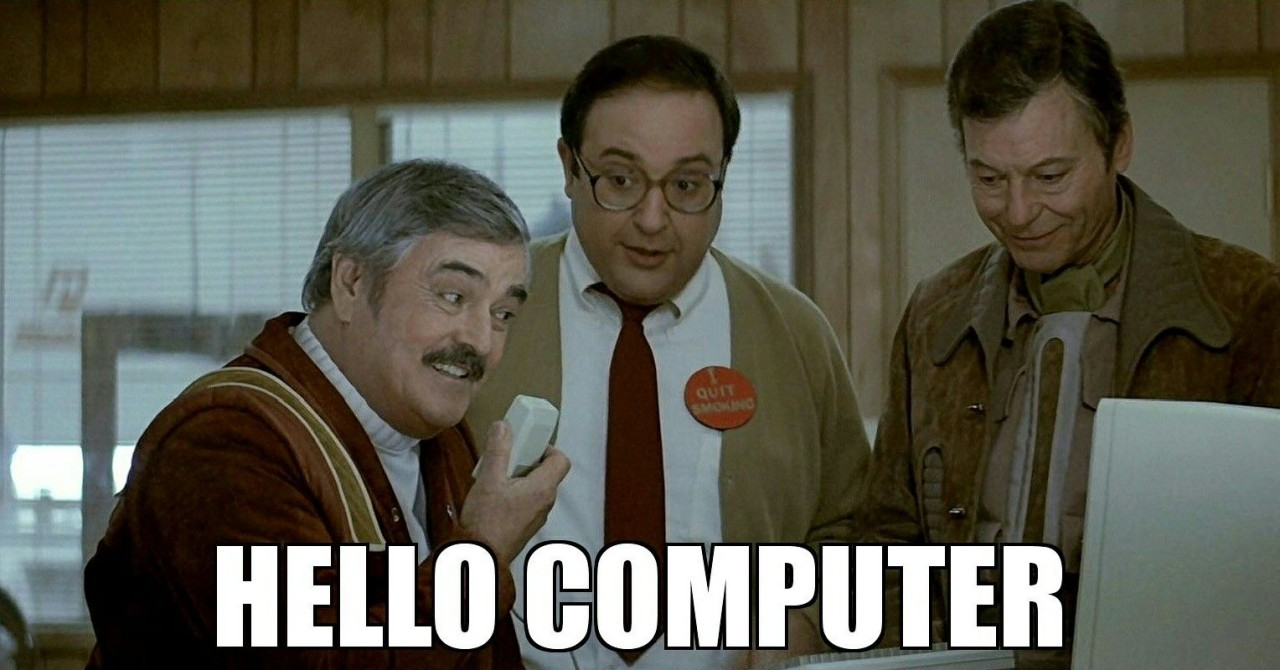 I
QUIT
SMOKING
HELLO COMPUTER